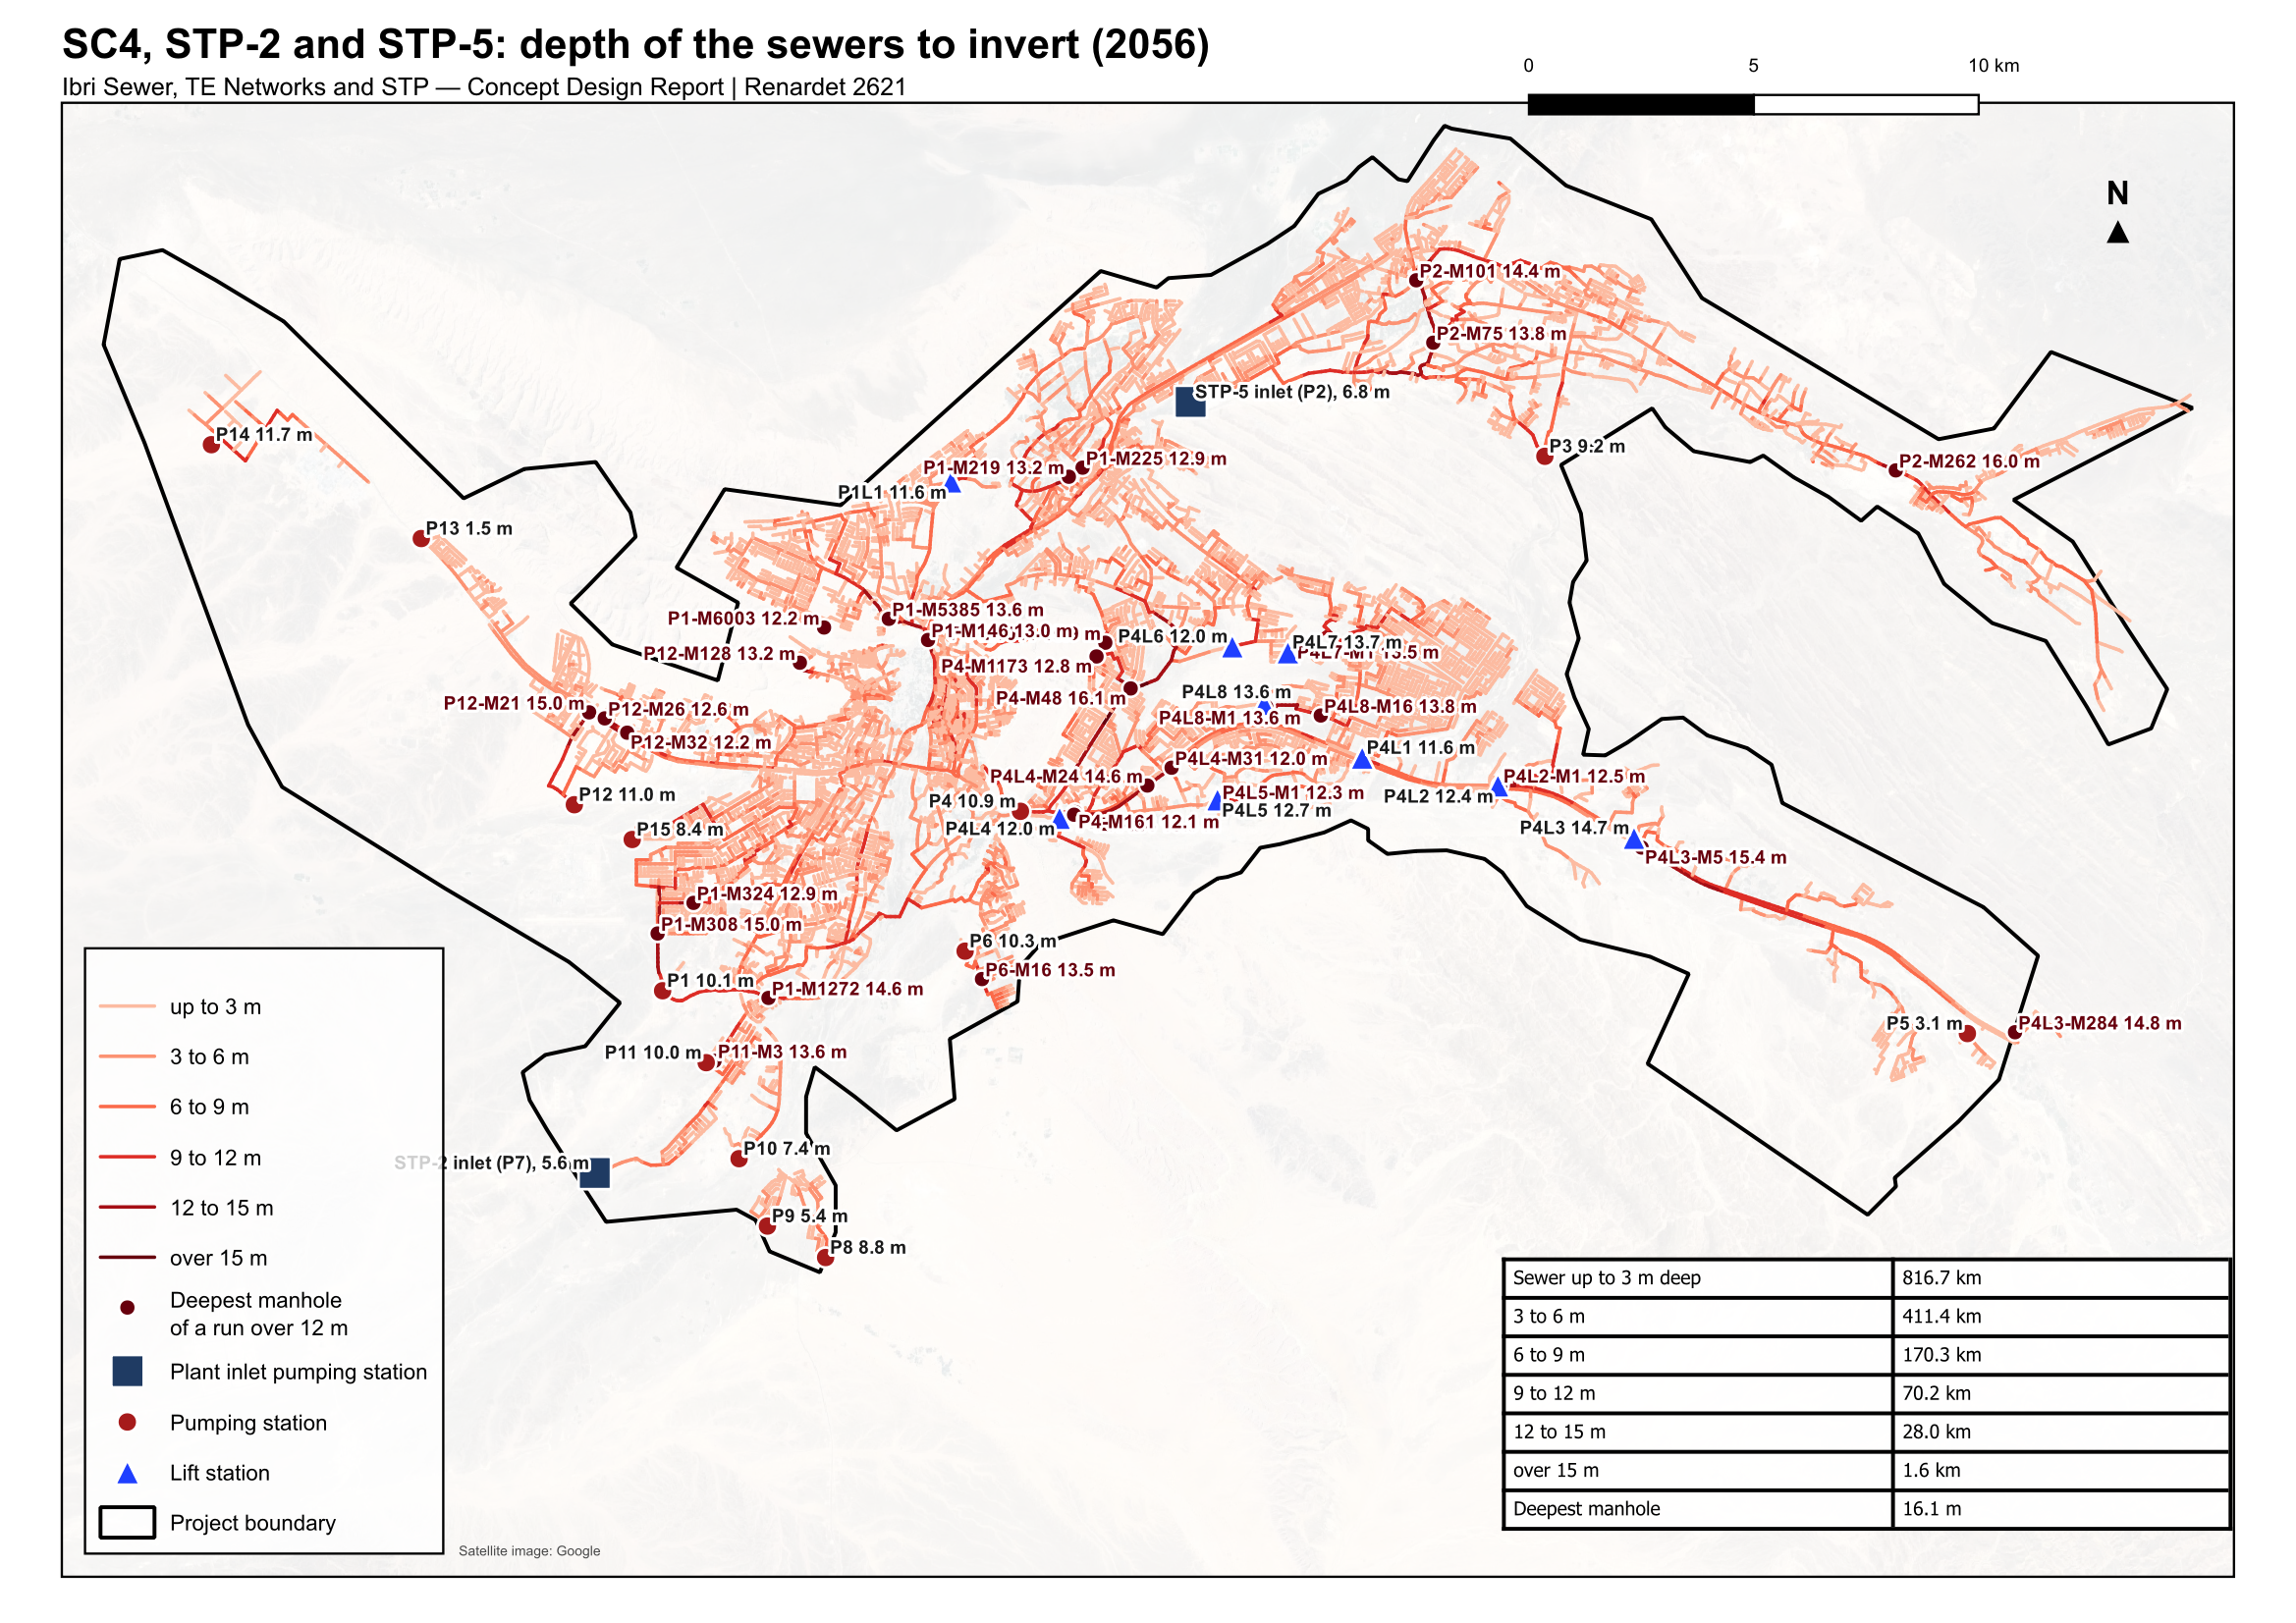 SC4, STP-2 and STP-5: depth of the sewers to invert (2056)
Ibri Sewer, TE Networks and STP — Concept Design Report | Renardet 2621
0 5 10 km
N
P2-M101 14.4 m
P2-M75 13.8 m
STP-5 inlet (P2), 6.8 m
P14 11.7 m
P3 9.2 m
P1-M225 12.9 m
P1-M219 13.2 m
P2-M262 16.0 m
P1L1 11.6 m
P13 1.5 m
P1-M5385 13.6 m
P1-M6003 12.2 m
P1-M146 13.0 m
P4L6 12.0 m
P4L7 13.7 m
P4L7-M1 13.5 m
P12-M128 13.2 m
P4-M1173 12.8 m
P4L8 13.6 m
P4-M48 16.1 m
P12-M21 15.0 m
P12-M26 12.6 m
P4L8-M16 13.8 m
P4L8-M1 13.6 m
P12-M32 12.2 m
P4L1 11.6 m
P4L4-M31 12.0 m
P4L4-M24 14.6 m
P4L2-M1 12.5 m
P12 11.0 m
P4L5-M1 12.3 m
P4L2 12.4 m
P4 10.9 m
P4L5 12.7 m
P4-M161 12.1 m
P15 8.4 m
P4L4 12.0 m
P4L3 14.7 m
P4L3-M5 15.4 m
P1-M324 12.9 m
P1-M308 15.0 m
P6 10.3 m
P6-M16 13.5 m
P1 10.1 m
P1-M1272 14.6 m
P5 3.1 m
P4L3-M284 14.8 m
P11 10.0 m
P11-M3 13.6 m
P10 7.4 m
STP-2 inlet (P7), 5.6 m
P9 5.4 m
P8 8.8 m
up to 3 m
3 to 6 m
6 to 9 m
9 to 12 m
12 to 15 m
over 15 m
Deepest manhole
of a run over 12 m
Plant inlet pumping station
Pumping station
Lift station
Project boundary
Satellite image: Google
Sewer up to 3 m deep 816.7 km
3 to 6 m 411.4 km
6 to 9 m 170.3 km
9 to 12 m 70.2 km
12 to 15 m 28.0 km
over 15 m 1.6 km
Deepest manhole 16.1 m